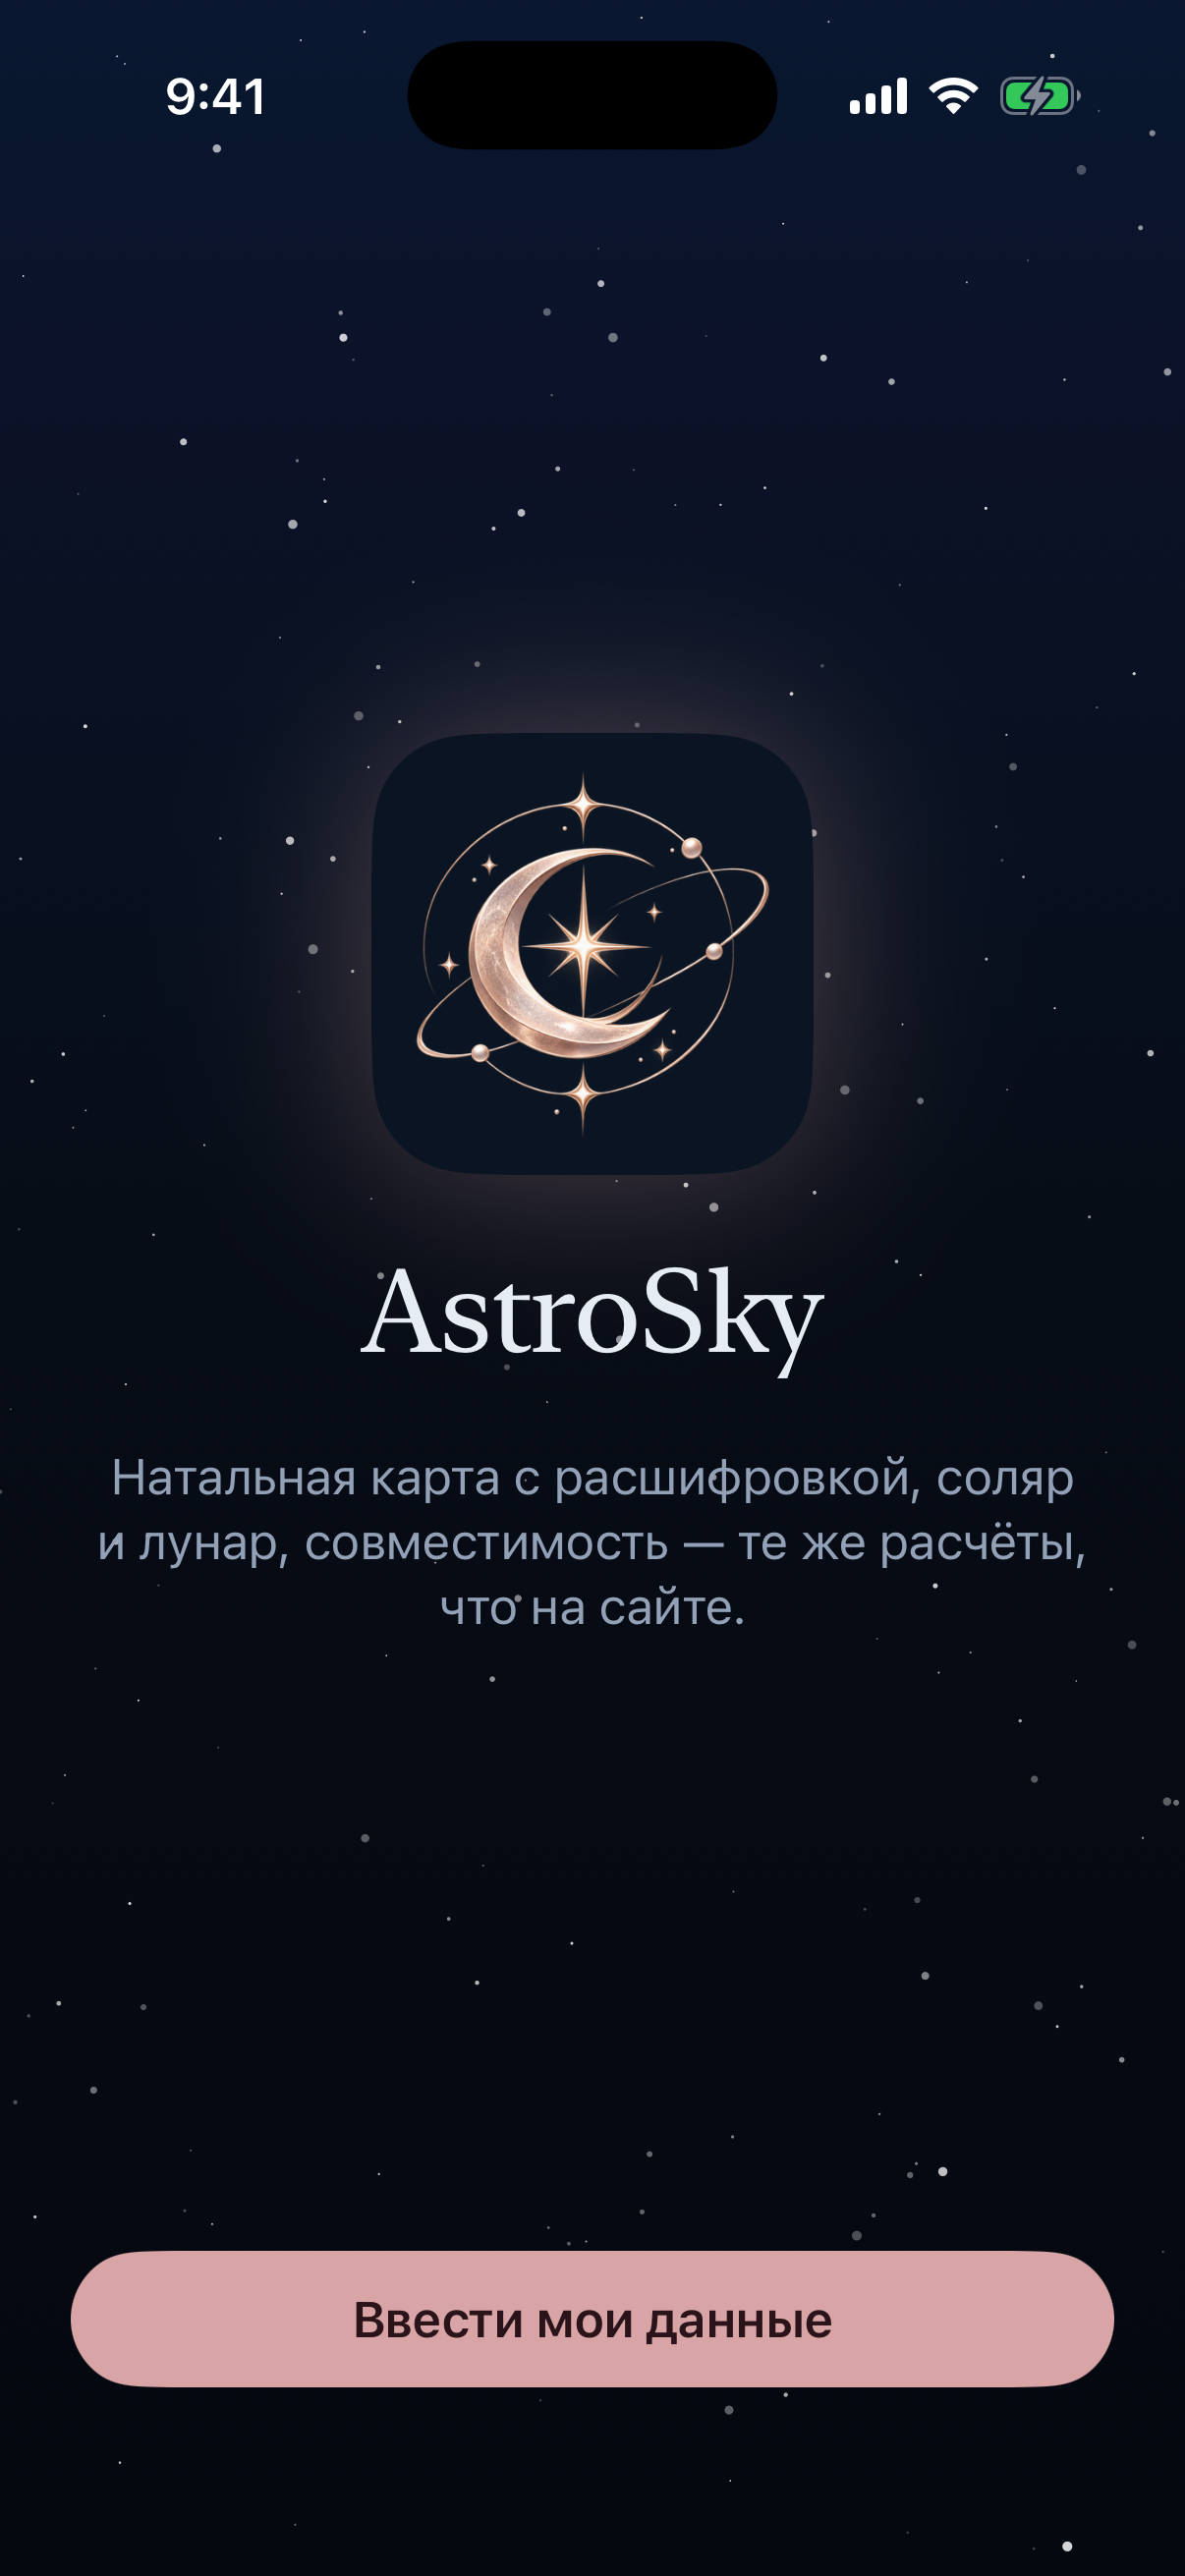 9:41
AstroSky
Натальная карта с расшифровкой, соляр
и лунар, совместимость — те же расчёты,
что на сайте.
Ввести мои данные